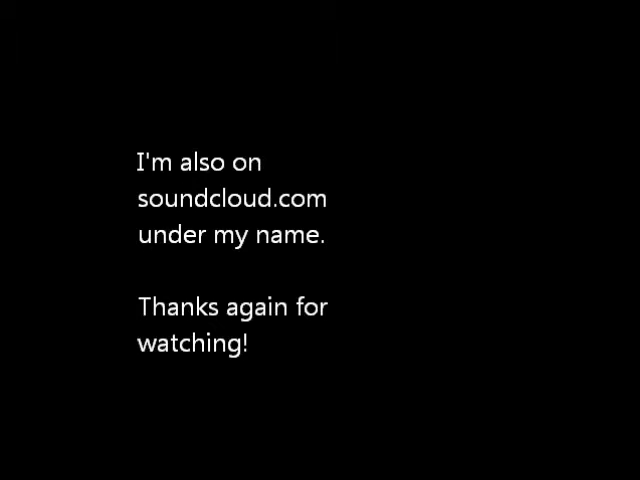 I'm also on
soundcloud.com
under my name.
Thanks again for
watching!